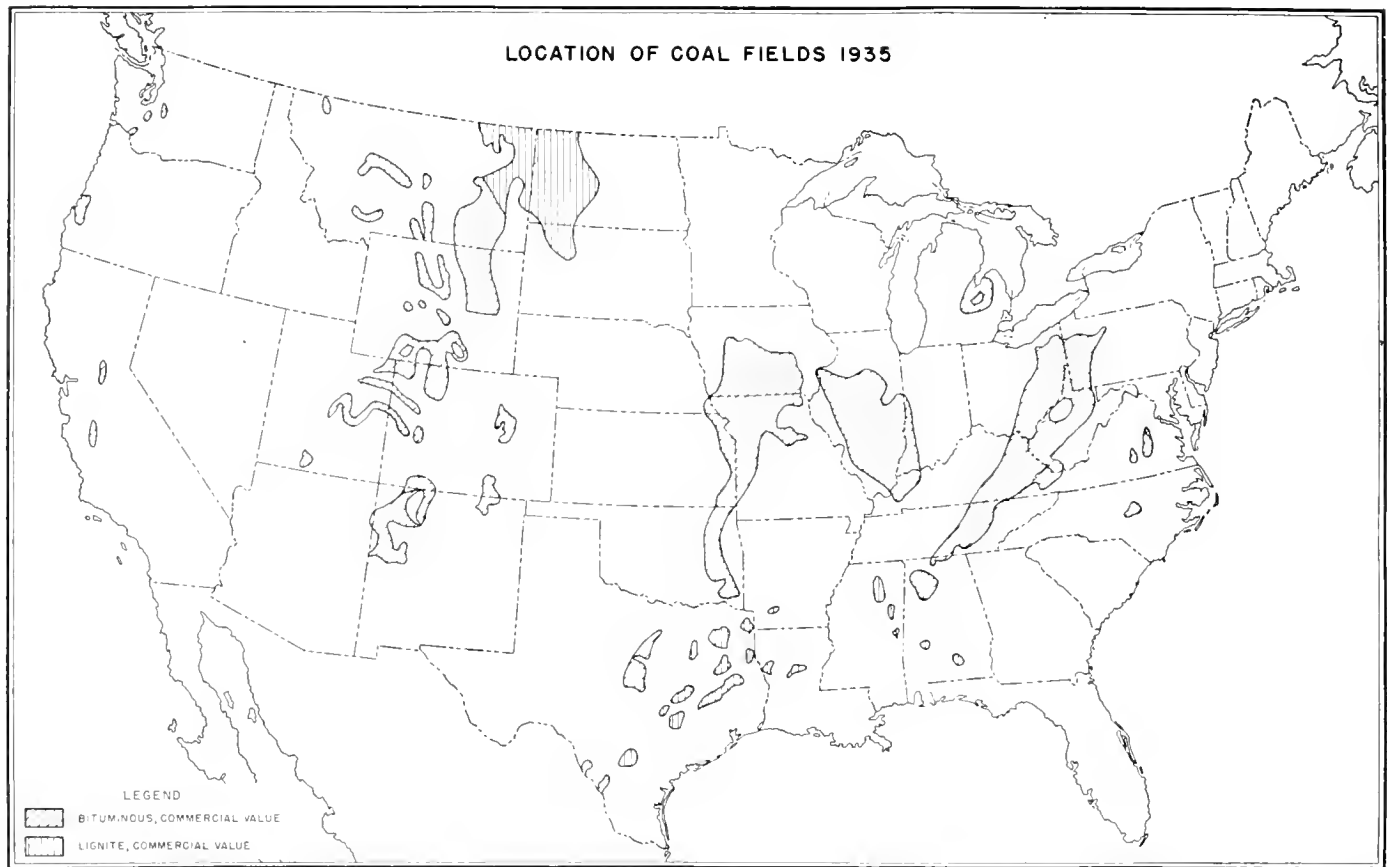 LOCATION OF COAL FIELDS 1935
LEGEND
BITUMINOUS, COMMERCIAL VALUE
LIGNITE, COMMERCIAL VALUE